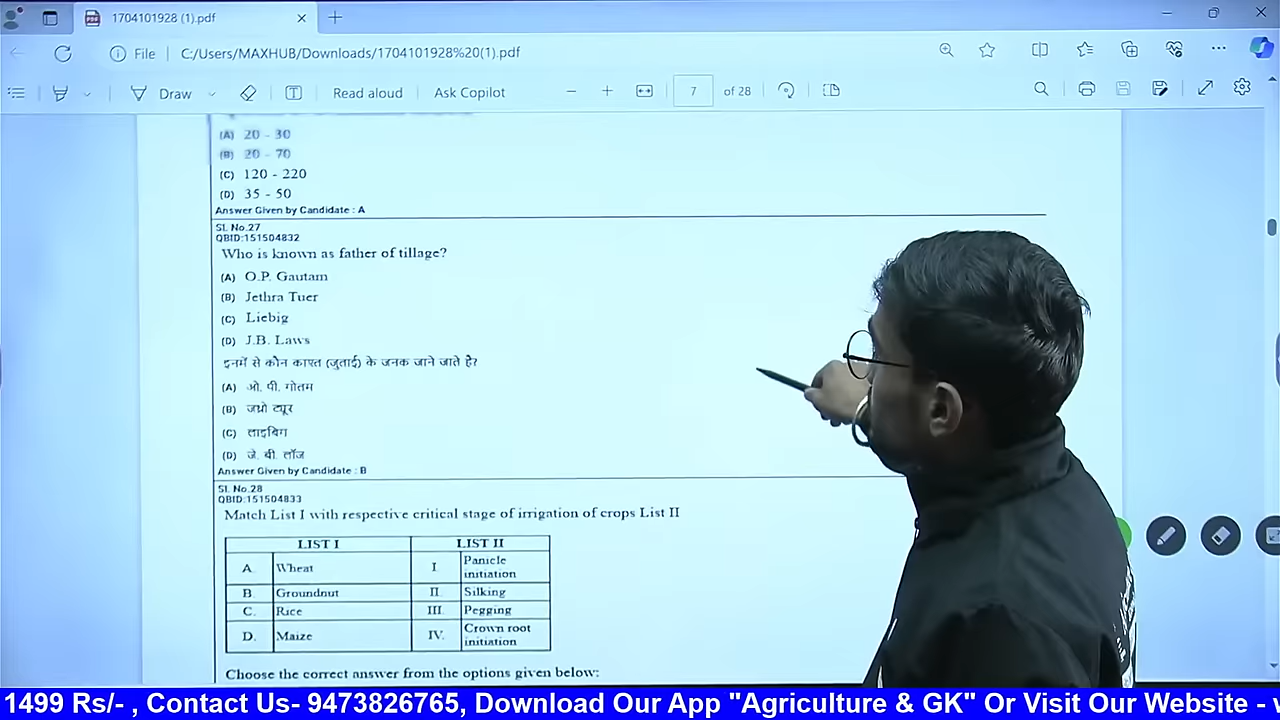 1704101928 (1).pdf
File
C:/Users/MAXHUB/Downloads/1704101928%20(1).pdf
Draw
Read aloud
Ask Copilot
7
of 28
(A) 20 - 30
(B) 20 - 70
(C) 120 - 220
(D) 35 - 50
Answer Given by Candidate : A
SL No.27
QBID:151504832
Who is known as father of tillage?
(A) O.P. Gautam
(B) Jethra Tuer
(C) Liebig
(D) J.B. Laws
इनमें से कौन काश्त (जुताई) के जनक जाने जाते है?
(A) ओ. पी. गोतम
(B) जथ्रो ट्यूर
(C) लाइबिग
(D) जे. बी. लॉज
Answer Given by Candidate : B
SL No.28
QBID:151504833
Match List I with respective critical stage of irrigation of crops List II
LIST I LIST II
A. Wheat I Panicle initiation
B. Groundnut II. Silking
C. Rice III. Pegging
D. Maize IV. Crown root initiation
Choose the correct answer from the options given below:
1499 Rs/- , Contact Us- 9473826765, Download Our App "Agriculture & GK" Or Visit Our Website -